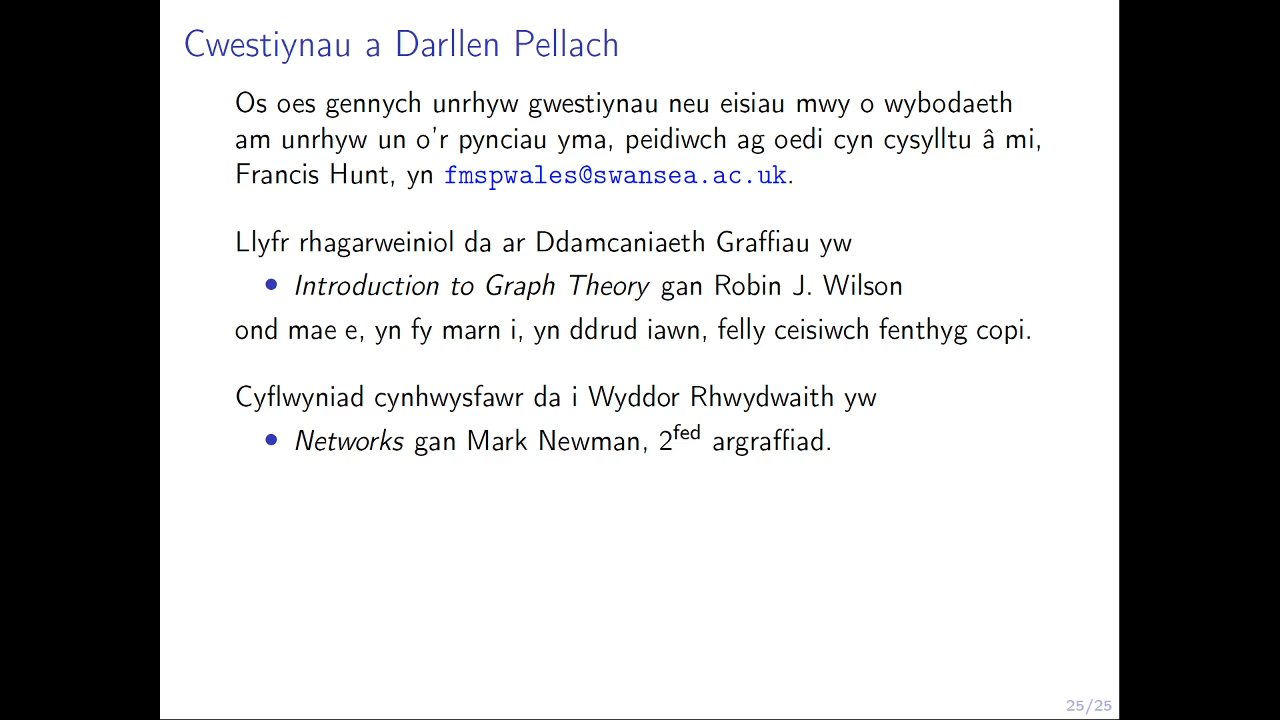 Cwestiynau a Darllen Pellach
Os oes gennych unrhyw gwestiynau neu eisiau mwy o wybodaeth
am unrhyw un o'r pynciau yma, peidiwch ag oedi cyn cysylltu â mi,
Francis Hunt, yn fmspwales@swansea.ac.uk.
Llyfr rhagarweiniol da ar Ddamcaniaeth Graffiau yw
• Introduction to Graph Theory gan Robin J. Wilson
ond mae e, yn fy marn i, yn ddrud iawn, felly ceisiwch fenthyg copi.
Cyflwyniad cynhwysfawr da i Wyddor Rhwydwaith yw
• Networks gan Mark Newman, 2fed argraffiad.
25/25